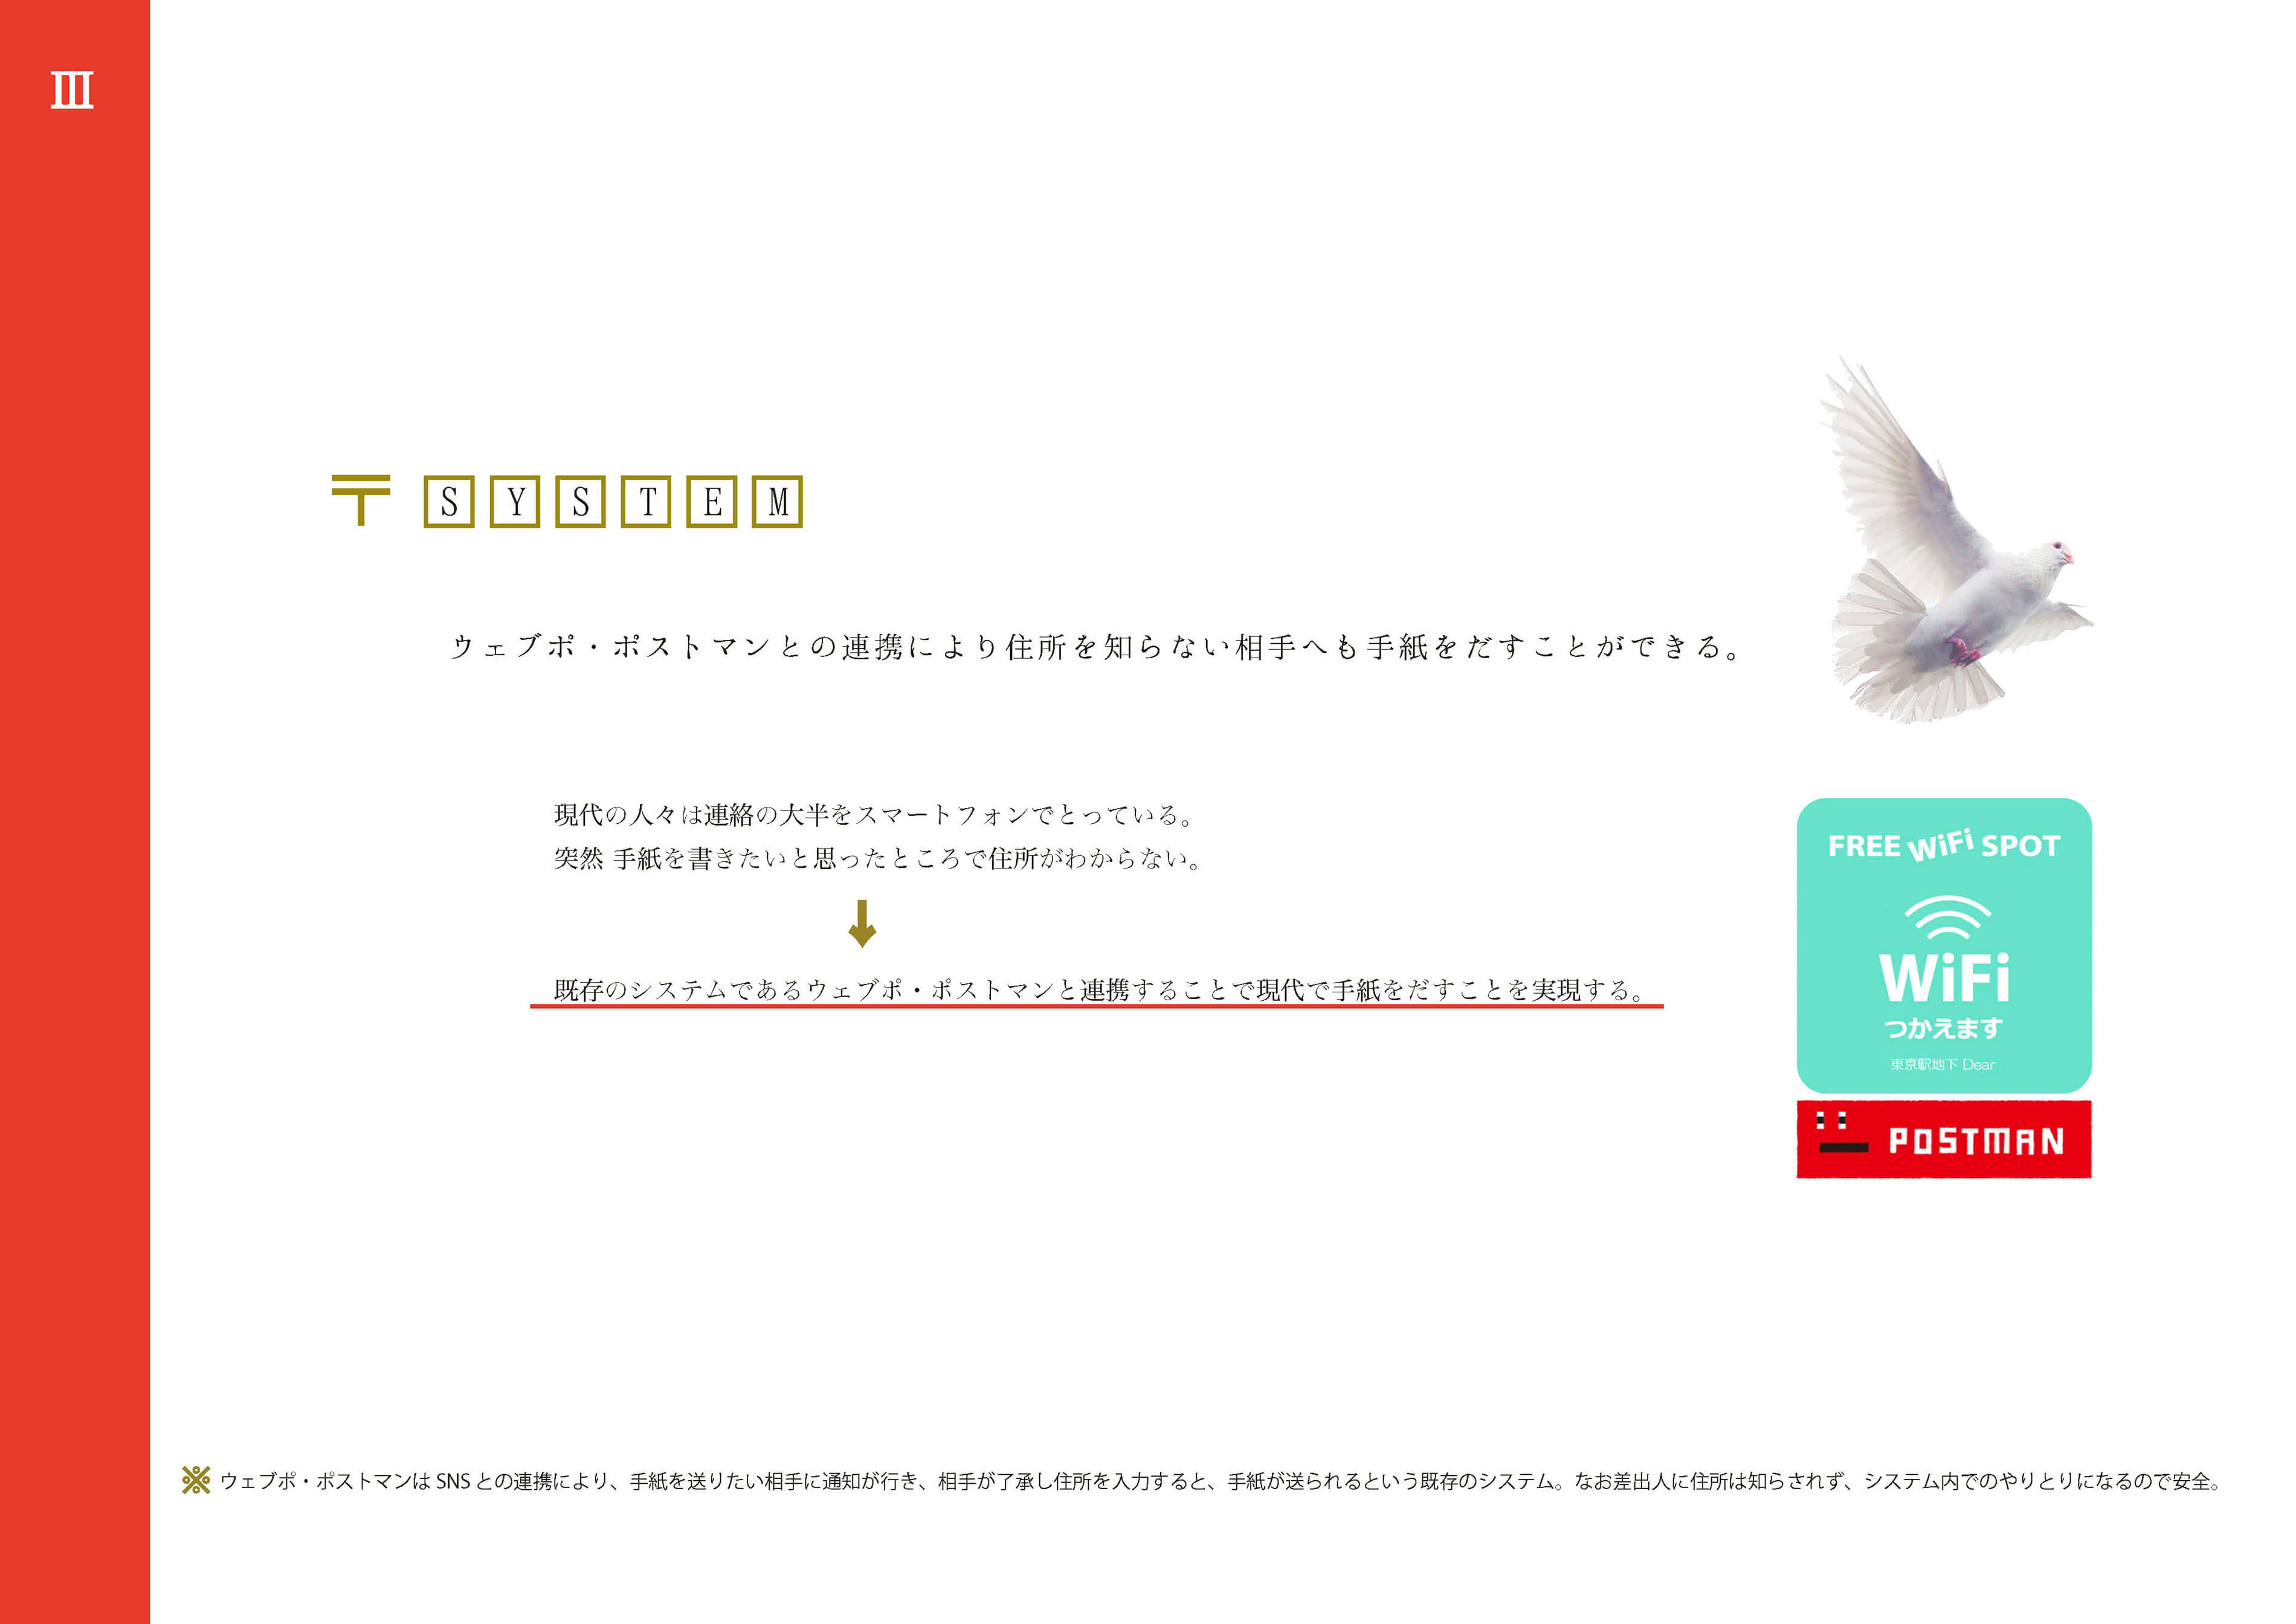 Ⅲ
〒 SYSTEM
ウェブポ・ポストマンとの連携により住所を知らない相手へも手紙をだすことができる。
現代の人々は連絡の大半をスマートフォンでとっている。
突然 手紙を書きたいと思ったところで住所がわからない。
既存のシステムであるウェブポ・ポストマンと連携することで現代で手紙をだすことを実現する。
FREE WiFi SPOT
WiFi
つかえます
東京駅地下 Dear
POSTMAN
※ ウェブポ・ポストマンは SNS との連携により、手紙を送りたい相手に通知が行き、相手が了承し住所を入力すると、手紙が送られるという既存のシステム。なお差出人に住所は知らされず、システム内でのやりとりになるので安全。